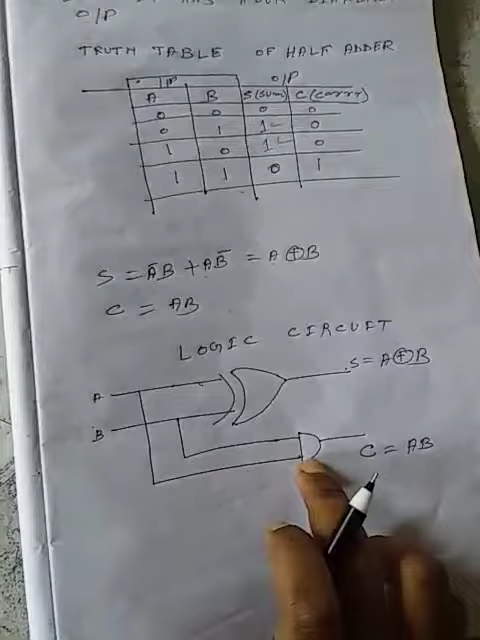 O/P
TRUTH TABLE OF HALF ADDER
I/P O/P
A B S(sum) C(carry)
0 0 0 0
0 1 1 0
1 0 1 0
1 1 0 1
S = A̅B + AB̅ = A ⊕ B
C = AB
LOGIC CIRCUIT
A
S = A ⊕ B
B
C = AB